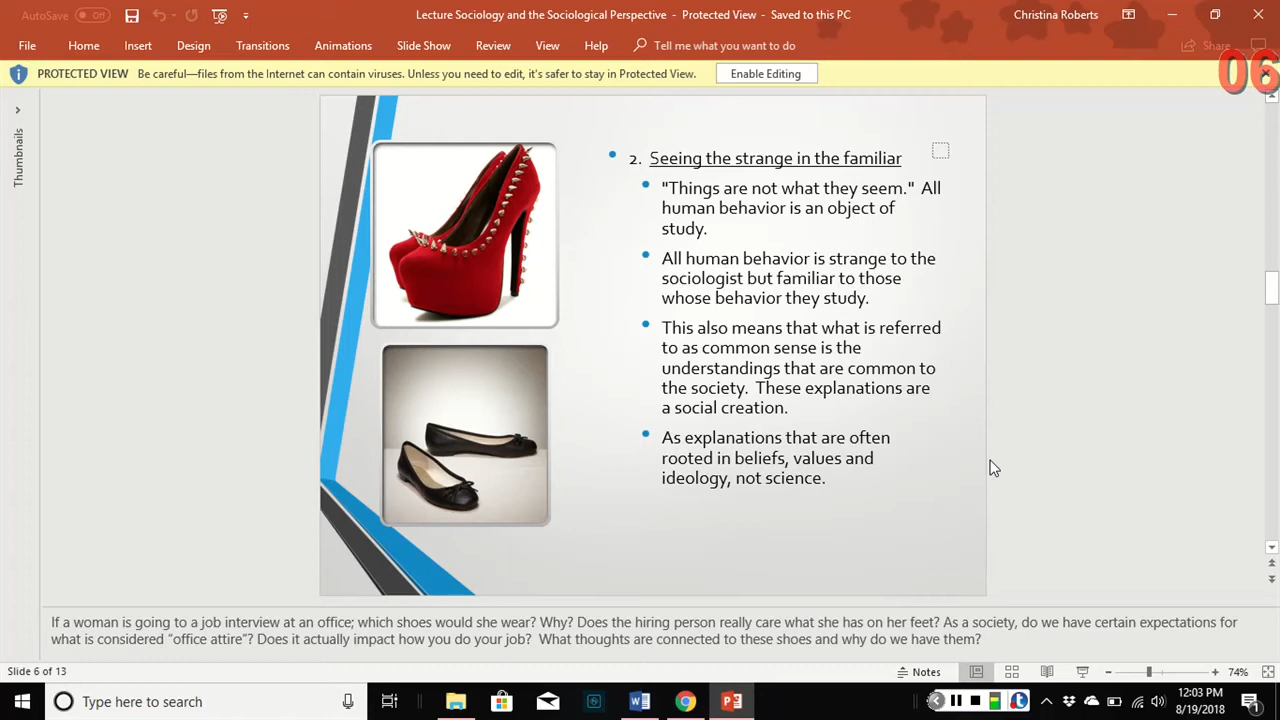 AutoSave Off
Lecture Sociology and the Sociological Perspective - Protected View - Saved to this PC
Christina Roberts
File Home Insert Design Transitions Animations Slide Show Review View Help Tell me what you want to do Share
PROTECTED VIEW Be careful—files from the Internet can contain viruses. Unless you need to edit, it's safer to stay in Protected View. Enable Editing
06
Thumbnails
2. Seeing the strange in the familiar
"Things are not what they seem." All
human behavior is an object of
study.
All human behavior is strange to the
sociologist but familiar to those
whose behavior they study.
This also means that what is referred
to as common sense is the
understandings that are common to
the society. These explanations are
a social creation.
As explanations that are often
rooted in beliefs, values and
ideology, not science.
If a woman is going to a job interview at an office; which shoes would she wear? Why? Does the hiring person really care what she has on her feet? As a society, do we have certain expectations for
what is considered "office attire"? Does it actually impact how you do your job? What thoughts are connected to these shoes and why do we have them?
Slide 6 of 13
Notes
74%
Type here to search
12:03 PM
8/19/2018